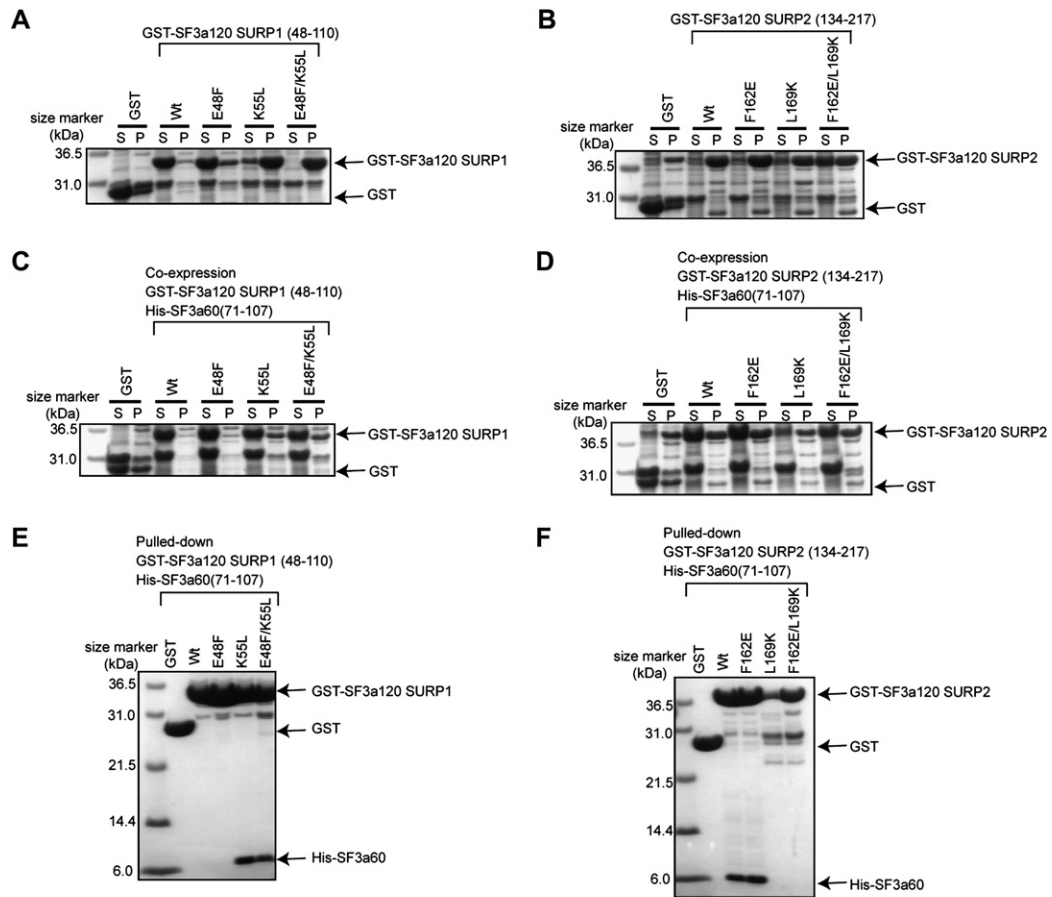 A
GST-SF3a120 SURP1 (48-110)
GST
Wt
E48F
K55L
E48F/K55L
size marker
(kDa)
S P S P S P S P S P
36.5
31.0
GST-SF3a120 SURP1
GST
B
GST-SF3a120 SURP2 (134-217)
GST
Wt
F162E
L169K
F162E/L169K
size marker
(kDa)
S P S P S P S P S P
36.5
31.0
GST-SF3a120 SURP2
GST
C
Co-expression
GST-SF3a120 SURP1 (48-110)
His-SF3a60(71-107)
GST
Wt
E48F
K55L
E48F/K55L
size marker
(kDa)
S P S P S P S P S P
36.5
31.0
GST-SF3a120 SURP1
GST
D
Co-expression
GST-SF3a120 SURP2 (134-217)
His-SF3a60(71-107)
GST
Wt
F162E
L169K
F162E/L169K
size marker
(kDa)
S P S P S P S P S P
36.5
31.0
GST-SF3a120 SURP2
GST
E
Pulled-down
GST-SF3a120 SURP1 (48-110)
His-SF3a60(71-107)
GST
Wt
E48F
K55L
E48F/K55L
size marker
(kDa)
36.5
31.0
21.5
14.4
6.0
GST-SF3a120 SURP1
GST
His-SF3a60
F
Pulled-down
GST-SF3a120 SURP2 (134-217)
His-SF3a60(71-107)
GST
Wt
F162E
L169K
F162E/L169K
size marker
(kDa)
36.5
31.0
21.5
14.4
6.0
GST-SF3a120 SURP2
GST
His-SF3a60